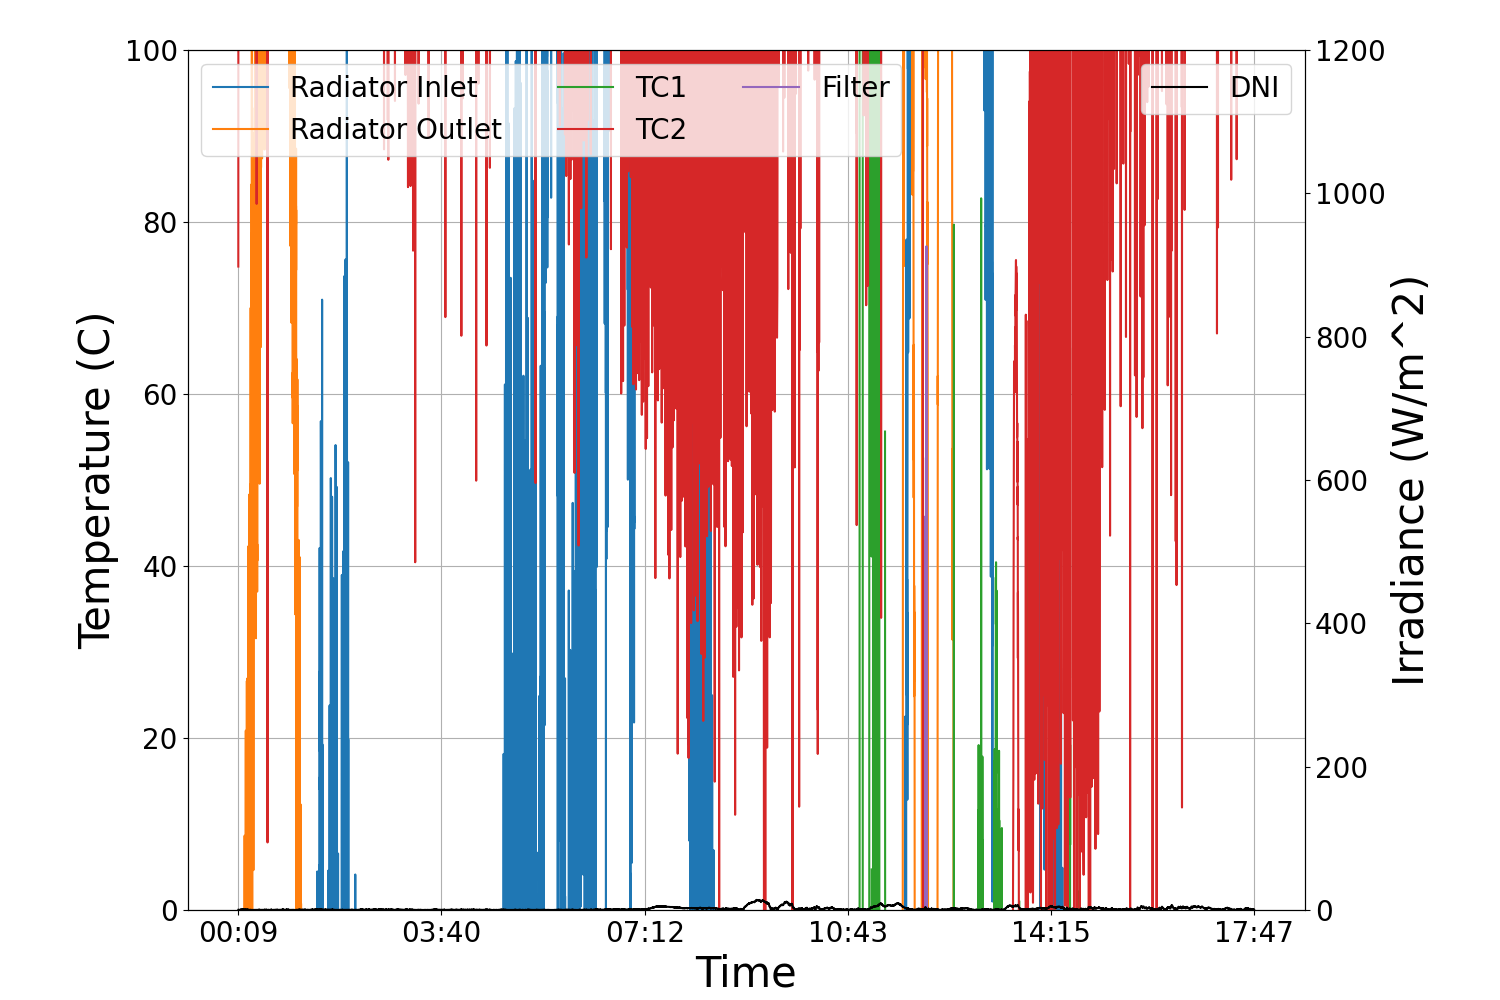 100
80
60
40
20
0
Temperature (C)
Radiator Inlet
Radiator Outlet
TC1
TC2
Filter
DNI
1200
1000
800
600
400
200
0
Irradiance (W/m^2)
00:09
03:40
07:12
10:43
14:15
17:47
Time